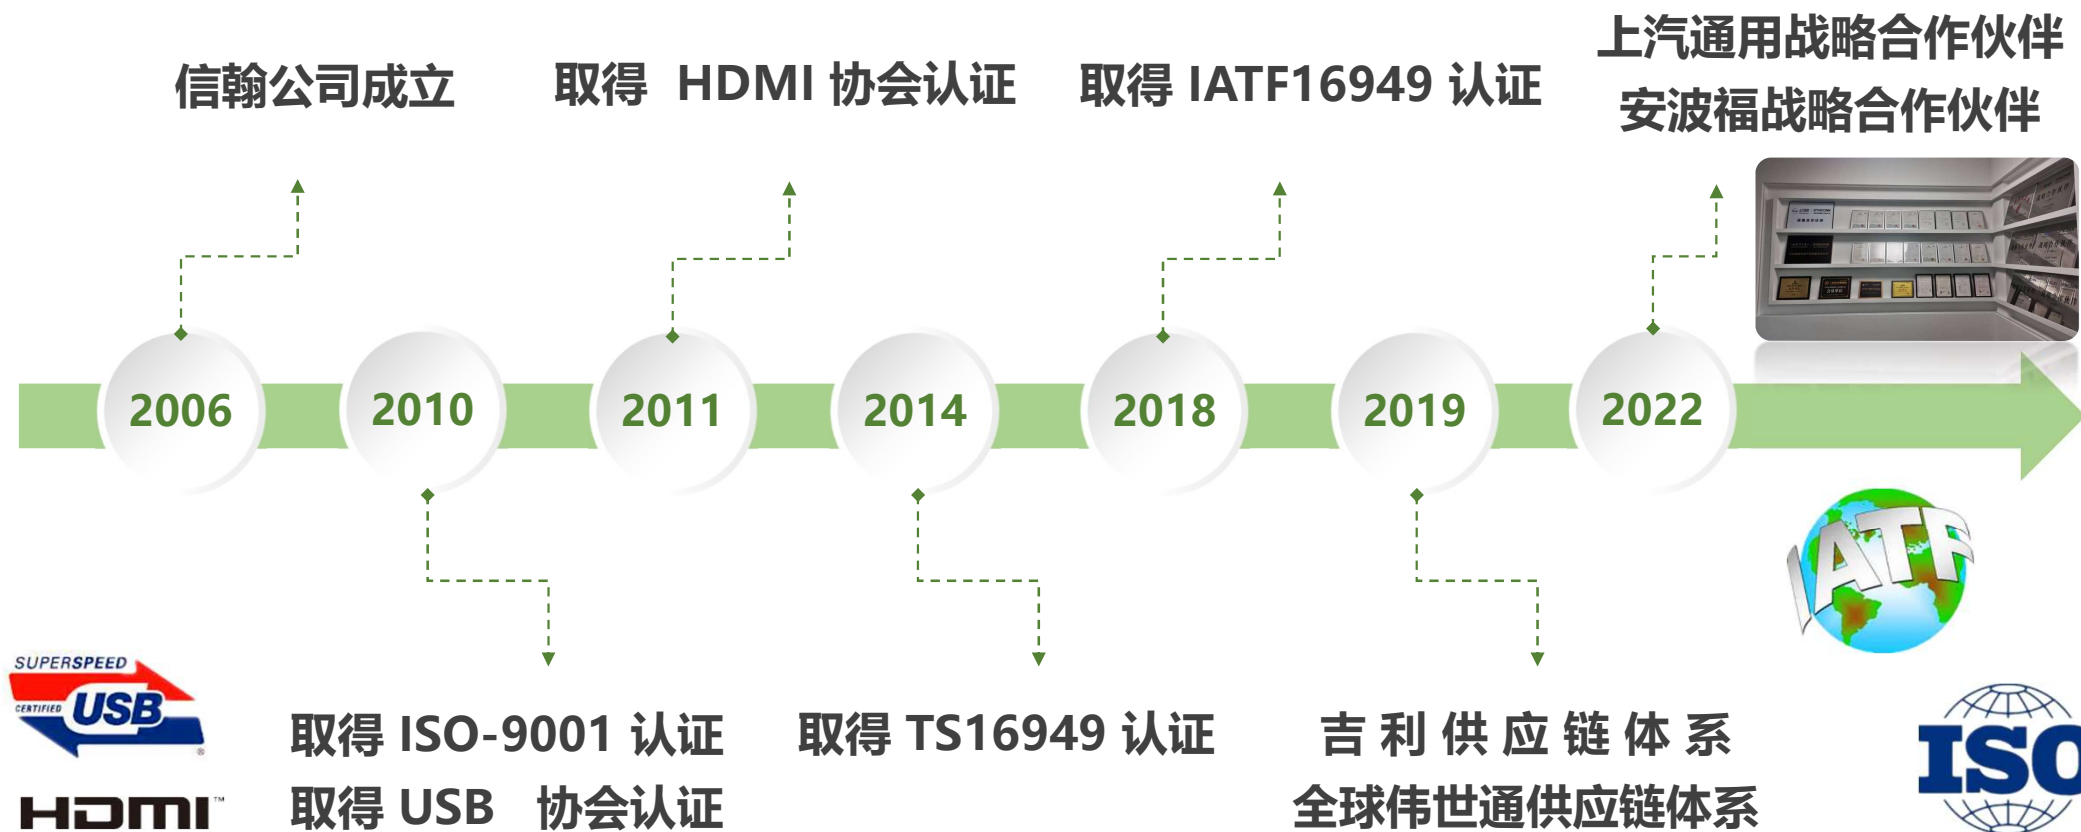 上汽通用战略合作伙伴
信翰公司成立
取得 HDMI 协会认证
取得 IATF16949 认证
安波福战略合作伙伴
2006
2010
2011
2014
2018
2019
2022
IATF
SUPERSPEED
CERTIFIED USB
®
HDMI™
取得 ISO-9001 认证
取得 USB 协会认证
取得 TS16949 认证
吉利供应链体系
全球伟世通供应链体系
ISO